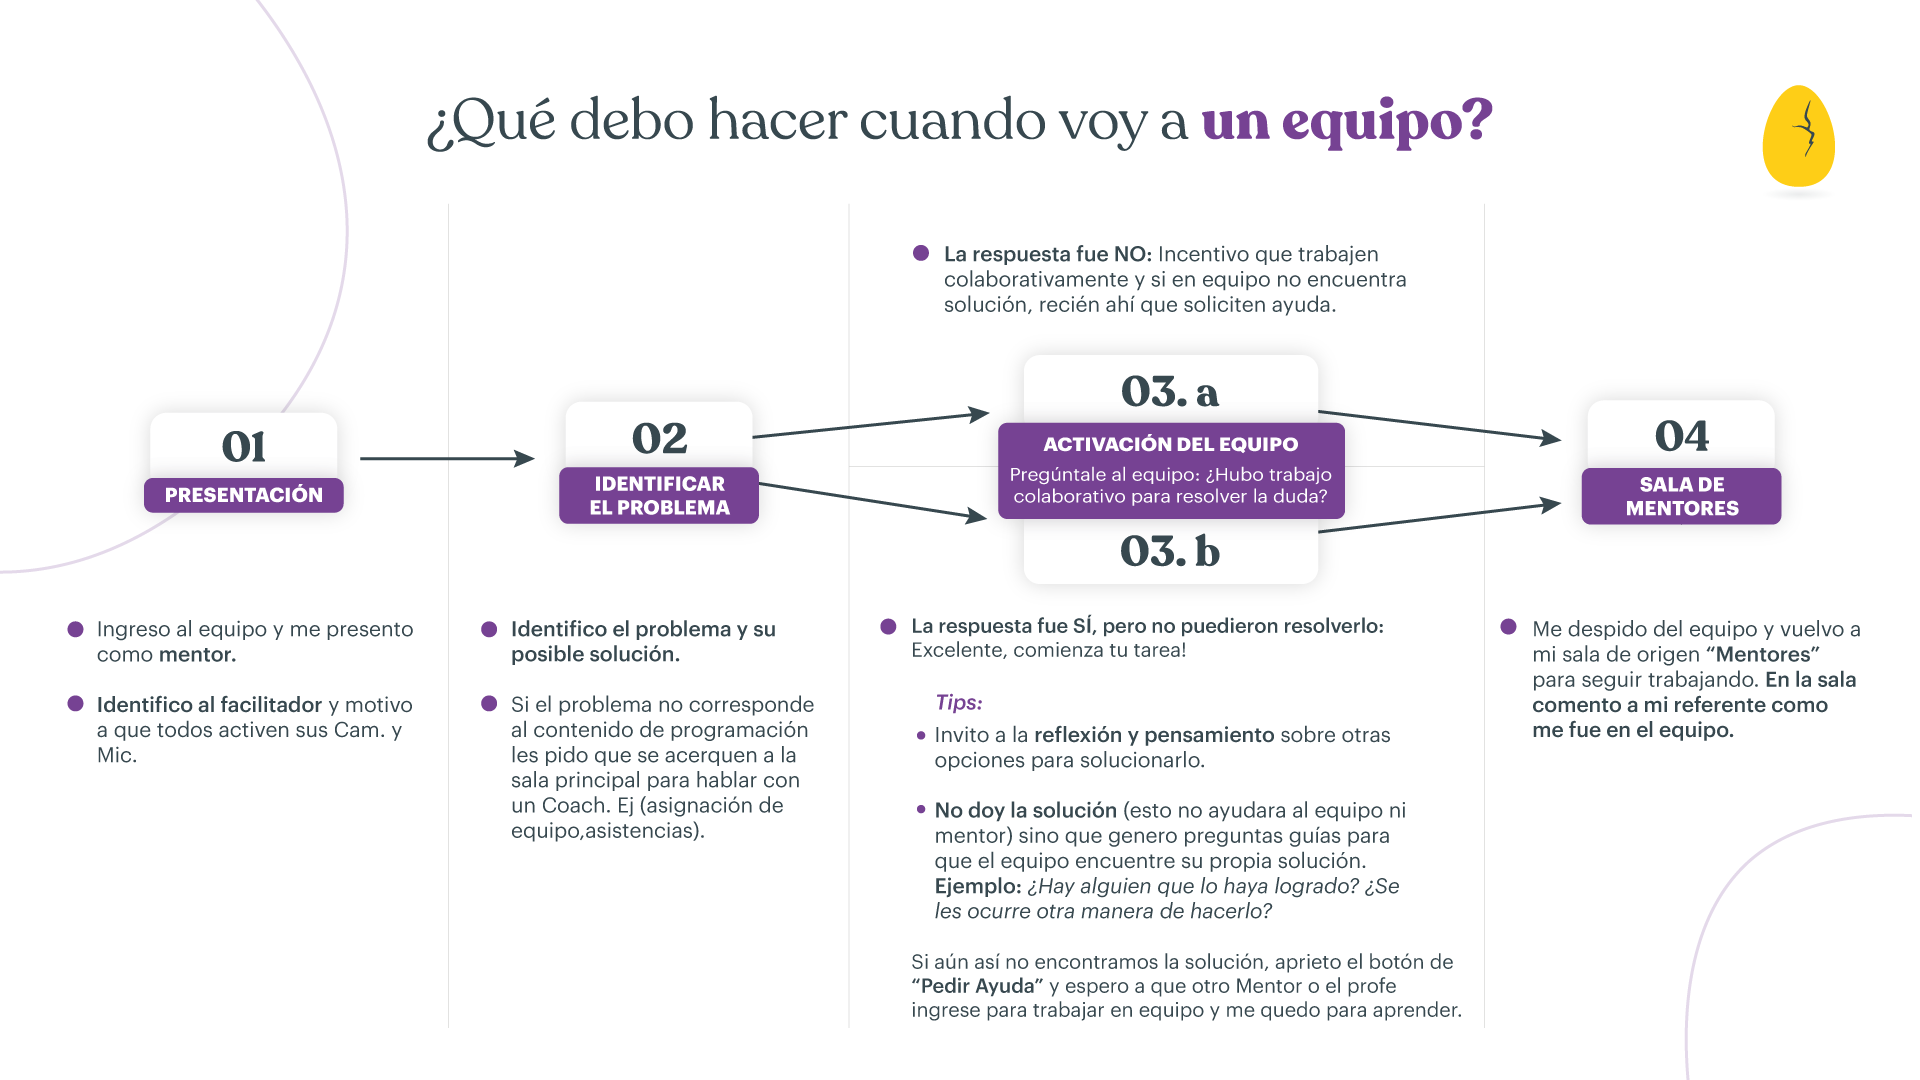 ¿Qué debo hacer cuando voy a un equipo?
01
PRESENTACIÓN
Ingreso al equipo y me presento
como mentor.
Identifico al facilitador y motivo
a que todos activen sus Cam. y
Mic.
02
IDENTIFICAR
EL PROBLEMA
Identifico el problema y su
posible solución.
Si el problema no corresponde
al contenido de programación
les pido que se acerquen a la
sala principal para hablar con
un Coach. Ej (asignación de
equipo,asistencias).
La respuesta fue NO: Incentivo que trabajen
colaborativamente y si en equipo no encuentra
solución, recién ahí que soliciten ayuda.
03. a
ACTIVACIÓN DEL EQUIPO
Pregúntale al equipo: ¿Hubo trabajo
colaborativo para resolver la duda?
03. b
La respuesta fue SÍ, pero no puedieron resolverlo:
Excelente, comienza tu tarea!
Tips:
Invito a la reflexión y pensamiento sobre otras
opciones para solucionarlo.
No doy la solución (esto no ayudara al equipo ni
mentor) sino que genero preguntas guías para
que el equipo encuentre su propia solución.
Ejemplo: ¿Hay alguien que lo haya logrado? ¿Se
les ocurre otra manera de hacerlo?
Si aún así no encontramos la solución, aprieto el botón de
“Pedir Ayuda” y espero a que otro Mentor o el profe
ingrese para trabajar en equipo y me quedo para aprender.
04
SALA DE
MENTORES
Me despido del equipo y vuelvo a
mi sala de origen “Mentores”
para seguir trabajando. En la sala
comento a mi referente como
me fue en el equipo.